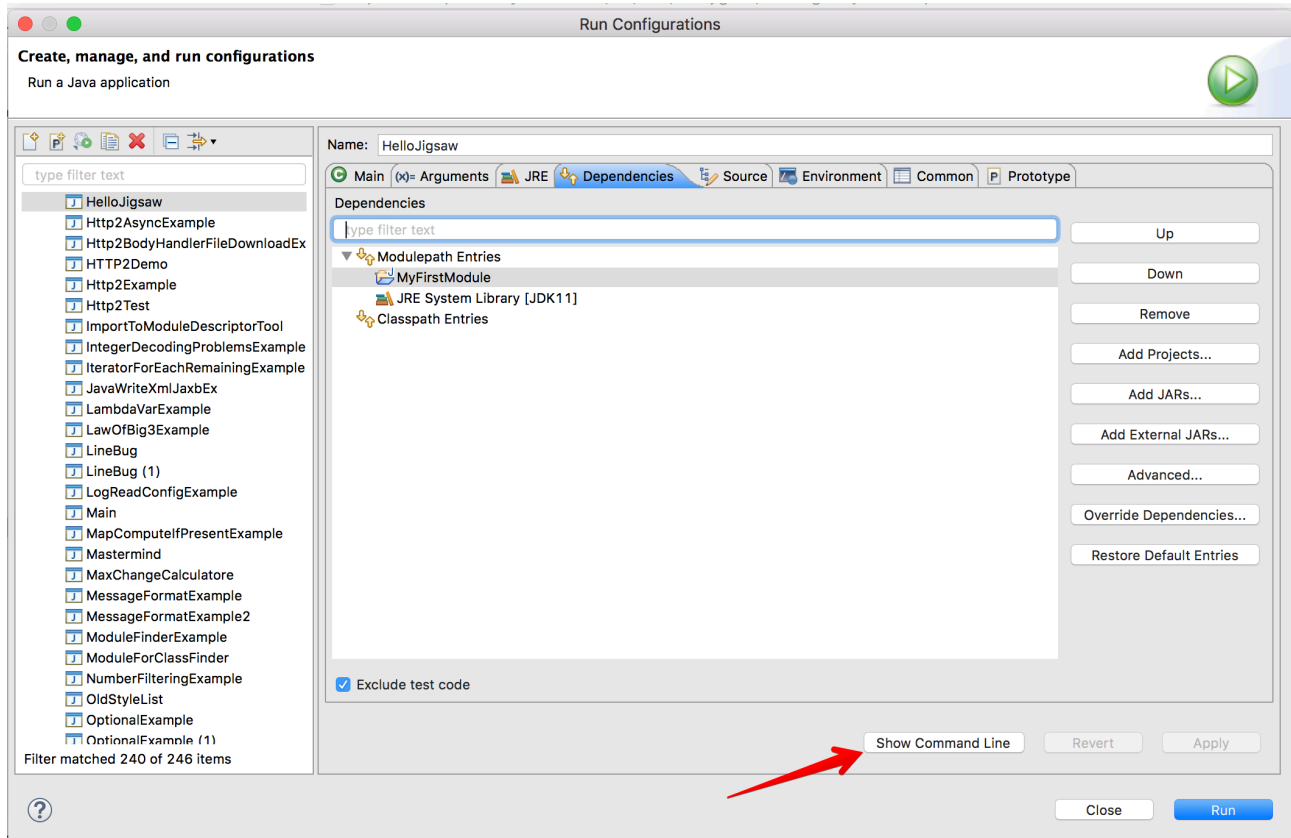 Run Configurations
Create, manage, and run configurations
Run a Java application
type filter text
HelloJigsaw
Http2AsyncExample
Http2BodyHandlerFileDownloadEx
HTTP2Demo
Http2Example
Http2Test
ImportToModuleDescriptorTool
IntegerDecodingProblemsExample
IteratorForEachRemainingExample
JavaWriteXmlJaxbEx
LambdaVarExample
LawOfBig3Example
LineBug
LineBug (1)
LogReadConfigExample
Main
MapComputeIfPresentExample
Mastermind
MaxChangeCalculatore
MessageFormatExample
MessageFormatExample2
ModuleFinderExample
ModuleForClassFinder
NumberFilteringExample
OldStyleList
OptionalExample
OptionalExample (1)
Filter matched 240 of 246 items
Name: HelloJigsaw
Main (x)= Arguments JRE Dependencies Source Environment Common P Prototype
Dependencies
type filter text
Modulepath Entries
MyFirstModule
JRE System Library [JDK11]
Classpath Entries
Up
Down
Remove
Add Projects...
Add JARs...
Add External JARs...
Advanced...
Override Dependencies...
Restore Default Entries
Exclude test code
Show Command Line Revert Apply
? Close Run